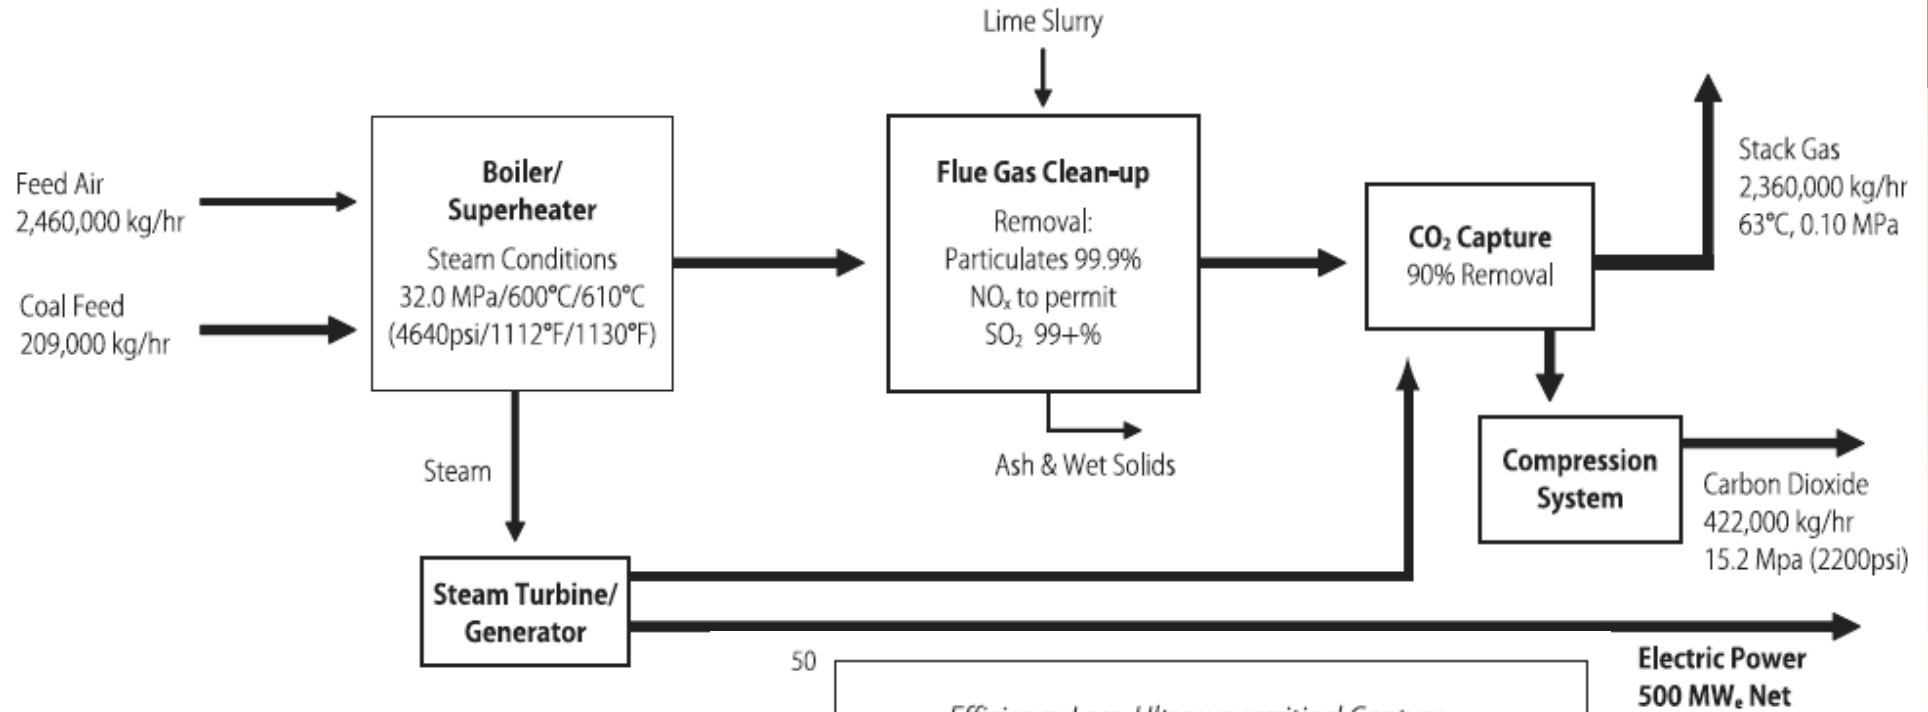 Lime Slurry
Feed Air
2,460,000 kg/hr
Coal Feed
209,000 kg/hr
Boiler/
Superheater
Steam Conditions
32.0 MPa/600°C/610°C
(4640psi/1112°F/1130°F)
Flue Gas Clean-up
Removal:
Particulates 99.9%
NOₓ to permit
SO₂ 99+%
CO₂ Capture
90% Removal
Stack Gas
2,360,000 kg/hr
63°C, 0.10 MPa
Steam
Ash & Wet Solids
Compression
System
Carbon Dioxide
422,000 kg/hr
15.2 Mpa (2200psi)
Steam Turbine/
Generator
Electric Power
500 MWₑ Net
50